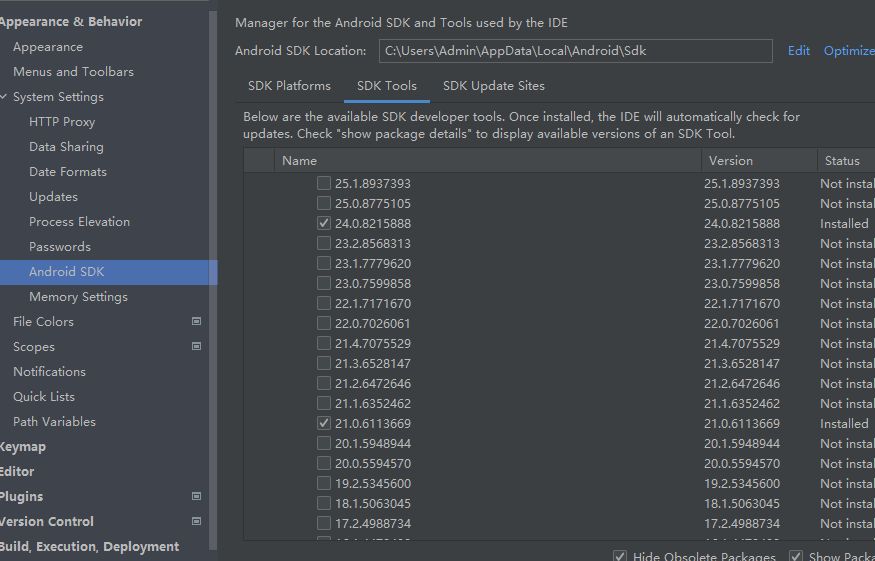 Appearance & Behavior
Appearance
Menus and Toolbars
System Settings
HTTP Proxy
Data Sharing
Date Formats
Updates
Process Elevation
Passwords
Android SDK
Memory Settings
File Colors
Scopes
Notifications
Quick Lists
Path Variables
Keymap
Editor
Plugins
Version Control
Build, Execution, Deployment
Manager for the Android SDK and Tools used by the IDE
Android SDK Location: C:\Users\Admin\AppData\Local\Android\Sdk Edit Optimize
SDK Platforms SDK Tools SDK Update Sites
Below are the available SDK developer tools. Once installed, the IDE will automatically check for
updates. Check "show package details" to display available versions of an SDK Tool.
Name Version Status
25.1.8937393 25.1.8937393 Not instal
25.0.8775105 25.0.8775105 Not instal
24.0.8215888 24.0.8215888 Installed
23.2.8568313 23.2.8568313 Not instal
23.1.7779620 23.1.7779620 Not instal
23.0.7599858 23.0.7599858 Not instal
22.1.7171670 22.1.7171670 Not instal
22.0.7026061 22.0.7026061 Not instal
21.4.7075529 21.4.7075529 Not instal
21.3.6528147 21.3.6528147 Not instal
21.2.6472646 21.2.6472646 Not instal
21.1.6352462 21.1.6352462 Not instal
21.0.6113669 21.0.6113669 Installed
20.1.5948944 20.1.5948944 Not instal
20.0.5594570 20.0.5594570 Not instal
19.2.5345600 19.2.5345600 Not instal
18.1.5063045 18.1.5063045 Not instal
17.2.4988734 17.2.4988734 Not instal
Hide Obsolete Packages Show Packa